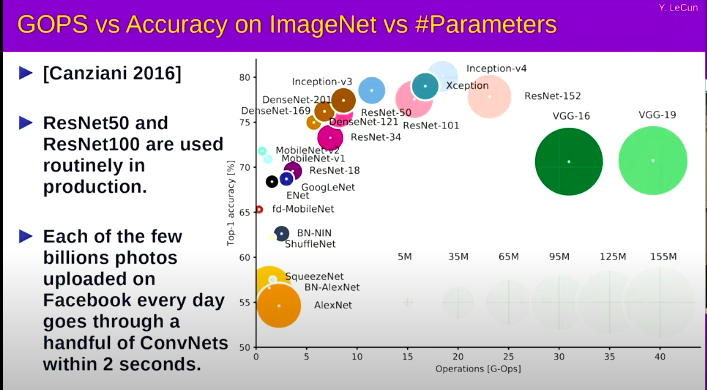 Y. LeCun
GOPS vs Accuracy on ImageNet vs #Parameters
[Canziani 2016]
ResNet50 and
ResNet100 are used
routinely in
production.
Each of the few
billions photos
uploaded on
Facebook every day
goes through a
handful of ConvNets
within 2 seconds.
Top-1 accuracy [%]
80
75
70
65
60
55
50
Inception-v3
Inception-v4
Xception
DenseNet-201
ResNet-50
ResNet-152
DenseNet-169
DenseNet-121
ResNet-101
VGG-16
VGG-19
ResNet-34
MobileNet-v2
MobileNet-v1
ResNet-18
GoogLeNet
ENet
fd-MobileNet
BN-NIN
ShuffleNet
5M 35M 65M 95M 125M 155M
SqueezeNet
BN-AlexNet
AlexNet
0 5 10 15 20 25 30 35 40
Operations [G-Ops]